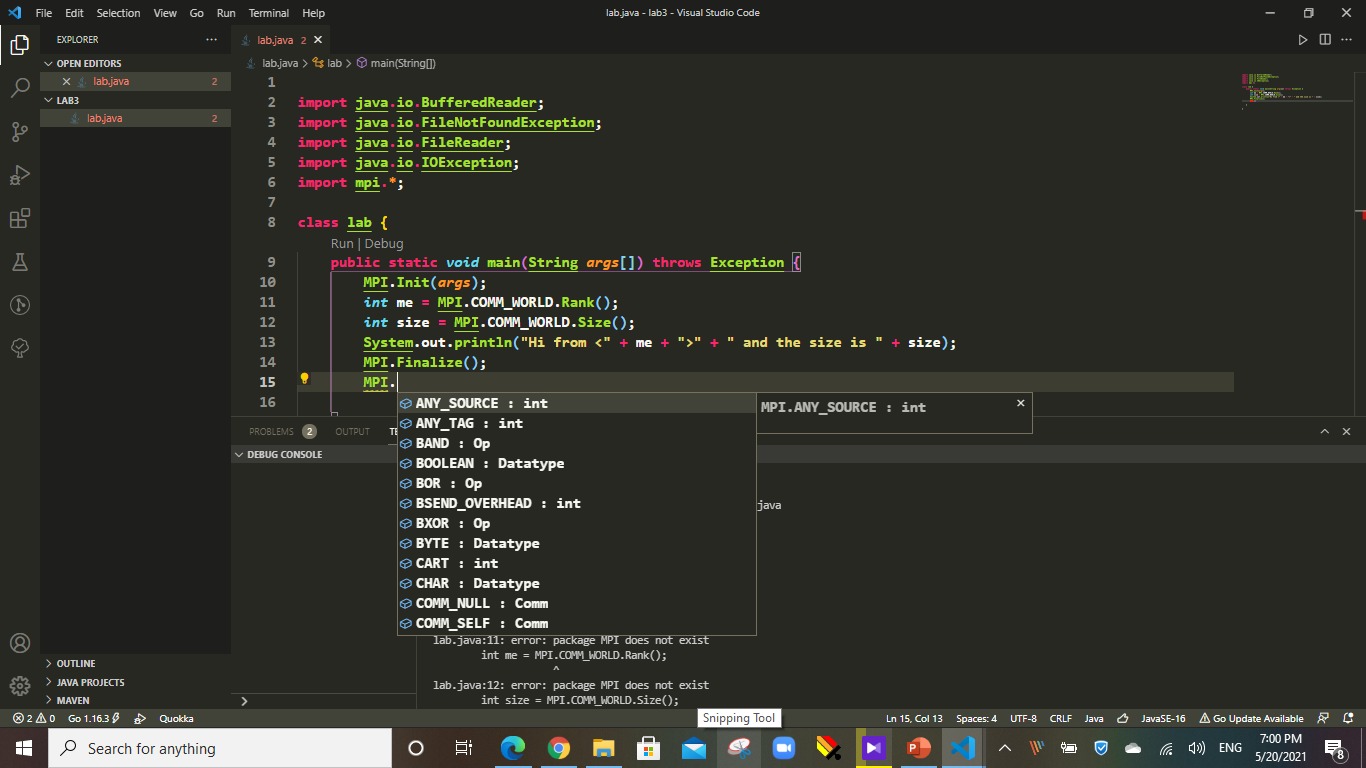 File Edit Selection View Go Run Terminal Help
lab.java - lab3 - Visual Studio Code
EXPLORER
OPEN EDITORS
lab.java 2
LAB3
lab.java 2
lab.java 2
lab.java > lab > main(String[])
1
2 import java.io.BufferedReader;
3 import java.io.FileNotFoundException;
4 import java.io.FileReader;
5 import java.io.IOException;
6 import mpi.*;
7
8 class lab {
Run | Debug
9 public static void main(String args[]) throws Exception {
10 MPI.Init(args);
11 int me = MPI.COMM_WORLD.Rank();
12 int size = MPI.COMM_WORLD.Size();
13 System.out.println("Hi from <" + me + ">" + " and the size is " + size);
14 MPI.Finalize();
15 MPI.
16
ANY_SOURCE : int
ANY_TAG : int
BAND : Op
BOOLEAN : Datatype
BOR : Op
BSEND_OVERHEAD : int
BXOR : Op
BYTE : Datatype
CART : int
CHAR : Datatype
COMM_NULL : Comm
COMM_SELF : Comm
MPI.ANY_SOURCE : int
PROBLEMS 2 OUTPUT
DEBUG CONSOLE
java
lab.java:11: error: package MPI does not exist
int me = MPI.COMM_WORLD.Rank();
^
lab.java:12: error: package MPI does not exist
int size = MPI.COMM_WORLD.Size();
OUTLINE
JAVA PROJECTS
MAVEN
2 0 Go 1.16.3 Quokka
Snipping Tool
Ln 15, Col 13 Spaces: 4 UTF-8 CRLF Java JavaSE-16 Go Update Available
Search for anything
ENG
7:00 PM
5/20/2021
8